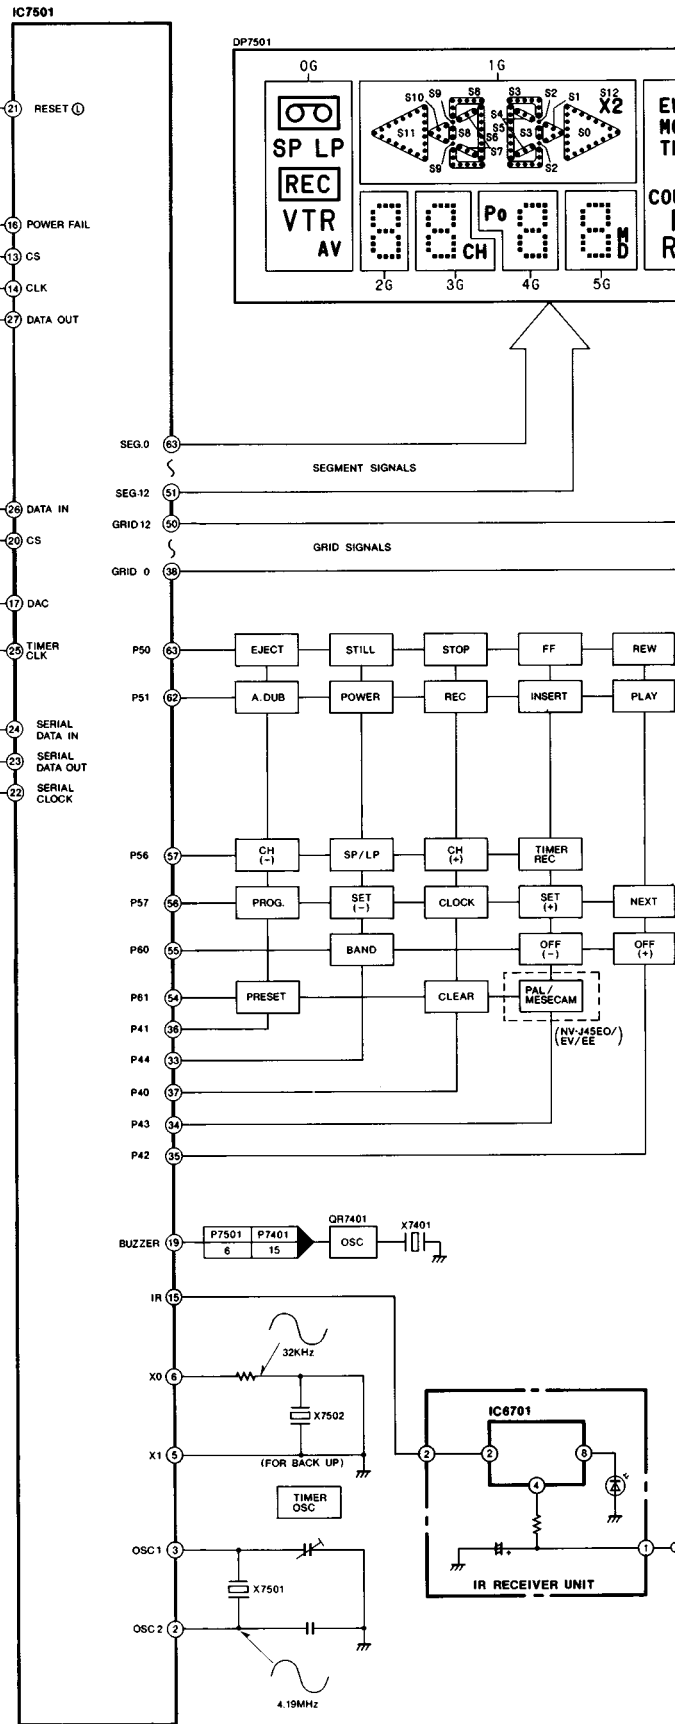 IC7501
DP7501
0G 1G
21 RESET L
SP LP
REC
VTR
AV
S10 S9 S8 S3 S2 S1 S12
X2
S11 S8 S4 S5 S6 S7 S3 S0
S9 S2
Po
CH
M
D
2G 3G 4G 5G
16 POWER FAIL
13 CS
14 CLK
27 DATA OUT
SEG.0 63
SEGMENT SIGNALS
SEG.12 51
26 DATA IN
GRID 12 50
20 CS
GRID SIGNALS
GRID 0 38
17 DAC
25 TIMER
CLK
P50 63 EJECT STILL STOP FF REW
P51 62 A.DUB POWER REC INSERT PLAY
24 SERIAL
DATA IN
23 SERIAL
DATA OUT
22 SERIAL
CLOCK
P56 57 CH
(-) SP/LP CH
(+) TIMER
REC
P57 56 PROG. SET
(-) CLOCK SET
(+) NEXT
P60 55 BAND OFF
(-) OFF
(+)
P61 54 PRESET CLEAR PAL/
MESECAM
(NV-J45EO/
EV/EE)
P41 36
P44 33
P40 37
P43 34
P42 35
BUZZER 19 P7501 P7401
6 15
QR7401
OSC
X7401
IR 15
32KHz
X0 6
X7502
X1 5
(FOR BACK UP)
TIMER
OSC
IC6701
2 2 8
4
1
IR RECEIVER UNIT
OSC1 3
X7501
OSC2 2
4.19MHz